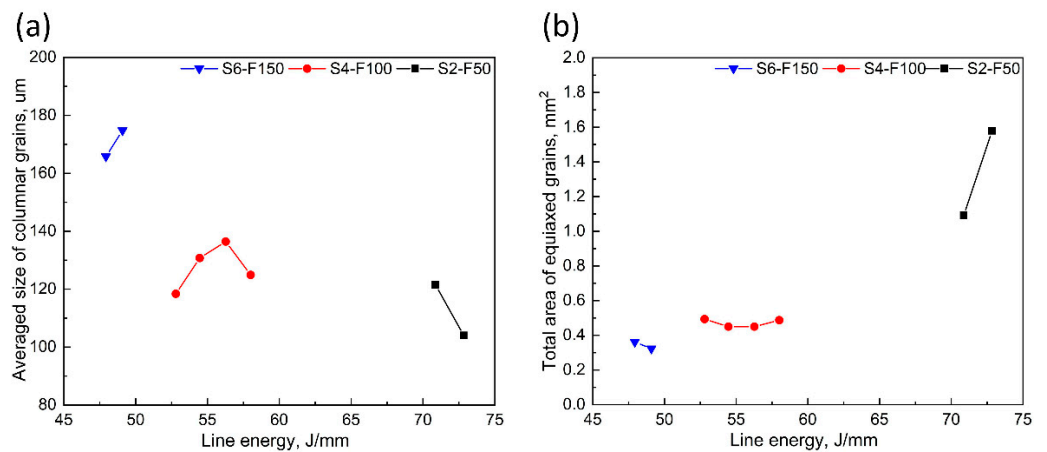 (a)
S6-F150 S4-F100 S2-F50
Averaged size of columnar grains, um
200
180
160
140
120
100
80
45 50 55 60 65 70 75
Line energy, J/mm
(b)
S6-F150 S4-F100 S2-F50
Total area of equiaxed grains, mm²
2.0
1.8
1.6
1.4
1.2
1.0
0.8
0.6
0.4
0.2
0.0
45 50 55 60 65 70 75
Line energy, J/mm